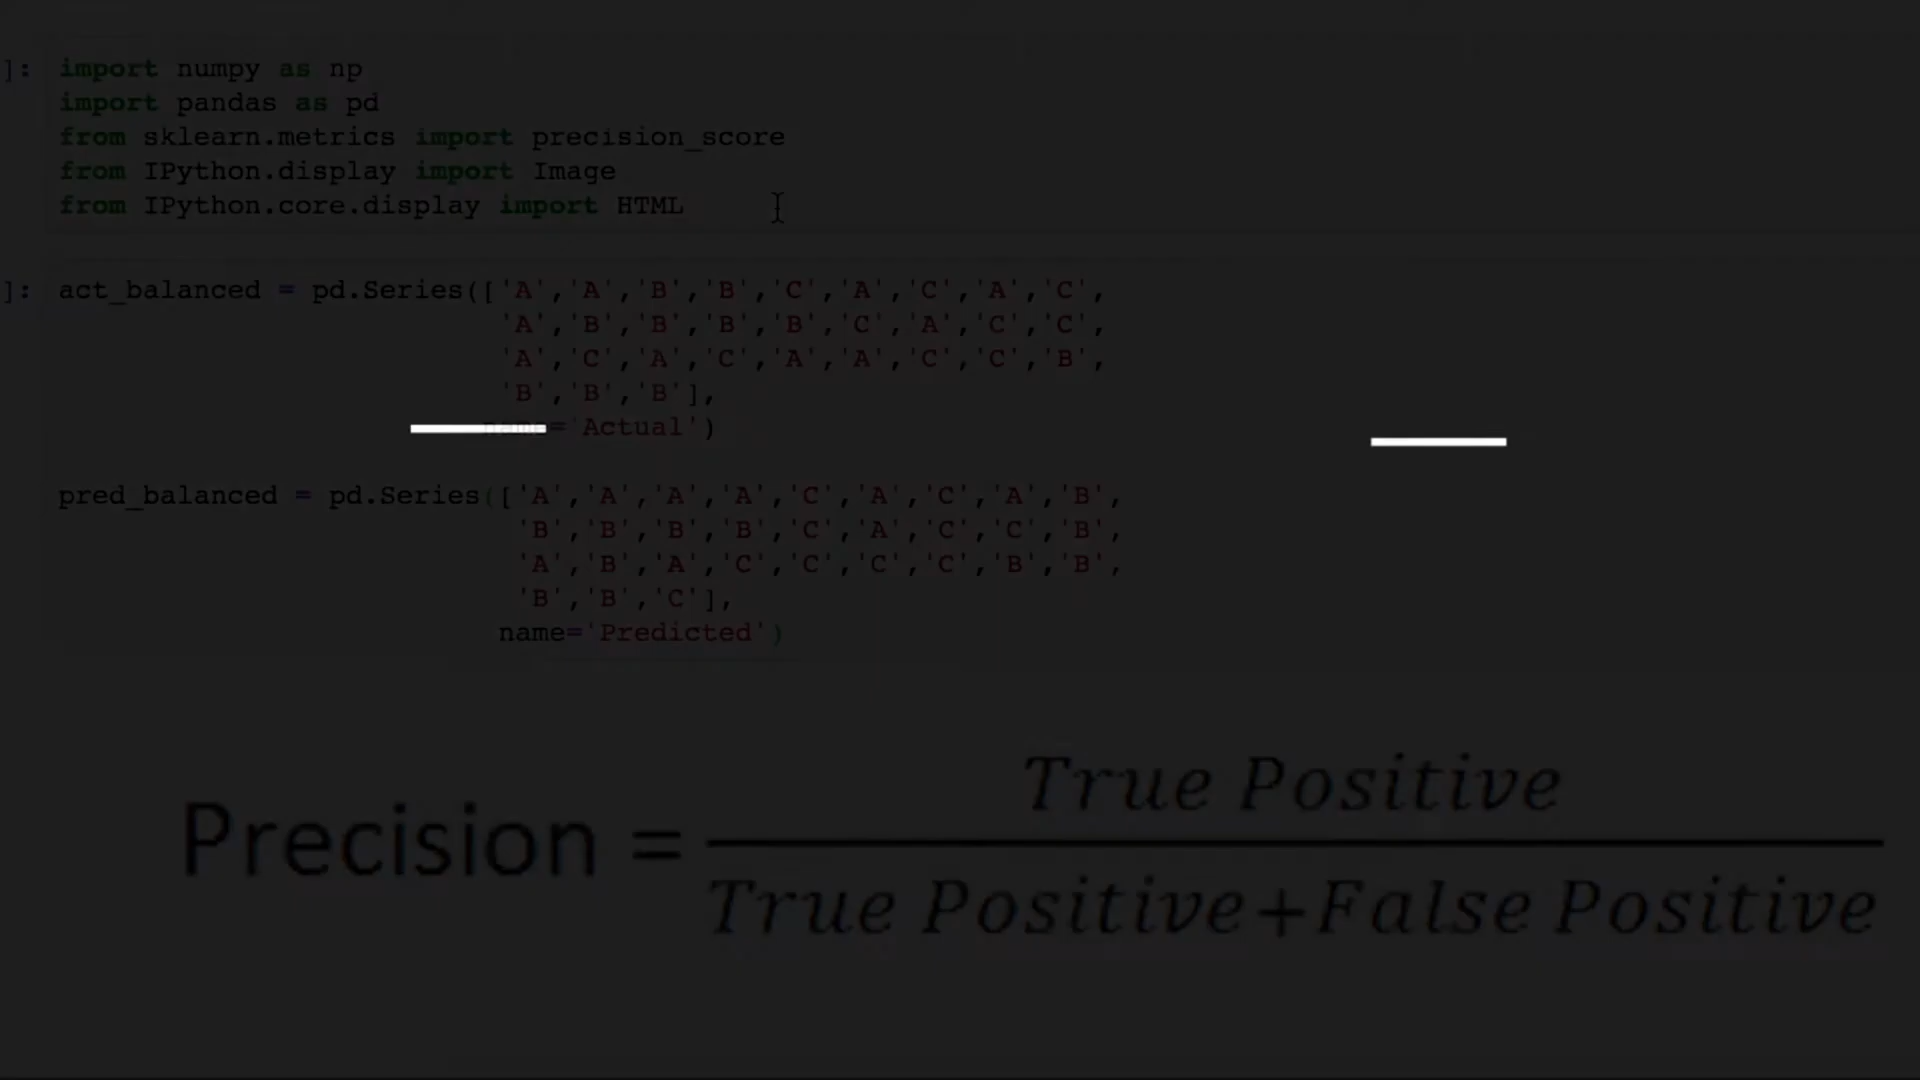 ]: import numpy as np
import pandas as pd
from sklearn.metrics import precision_score
from IPython.display import Image
from IPython.core.display import HTML
]: act_balanced = pd.Series(['A','A','B','B','C','A','C','A','C',
'A','B','B','B','B','C','A','C','C',
'A','C','A','C','A','A','C','C','B',
'B','B','B'],
name='Actual')
pred_balanced = pd.Series(['A','A','A','A','C','A','C','A','B',
'B','B','B','B','C','A','C','C','B',
'A','B','A','C','C','C','C','B','B',
'B','B','C'],
name='Predicted')
True Positive
Precision =
True Positive+False Positive